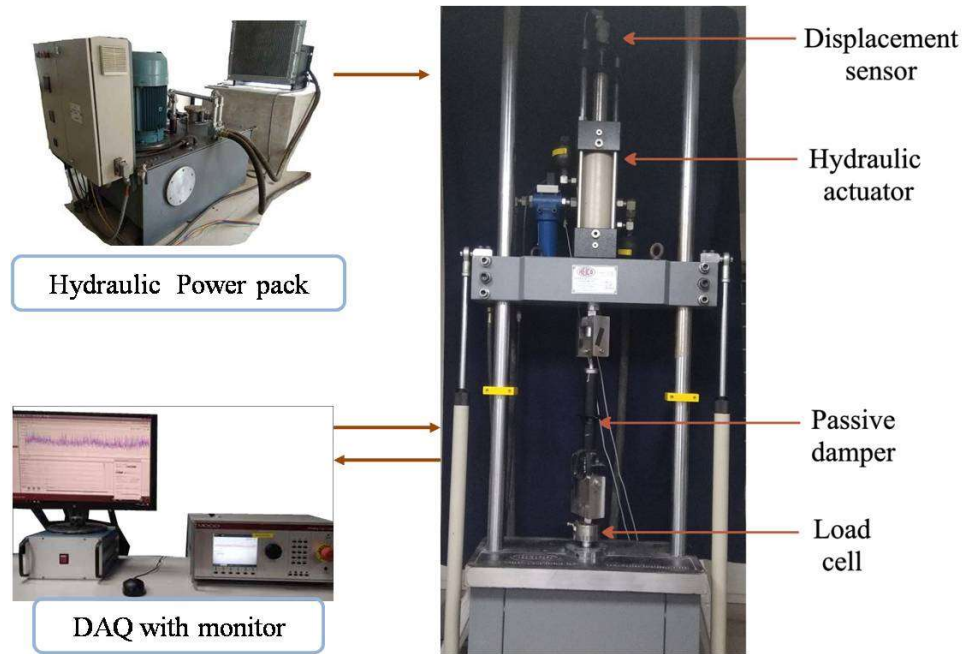 Displacement
sensor
Hydraulic
actuator
Hydraulic Power pack
Passive
damper
Load
cell
DAQ with monitor